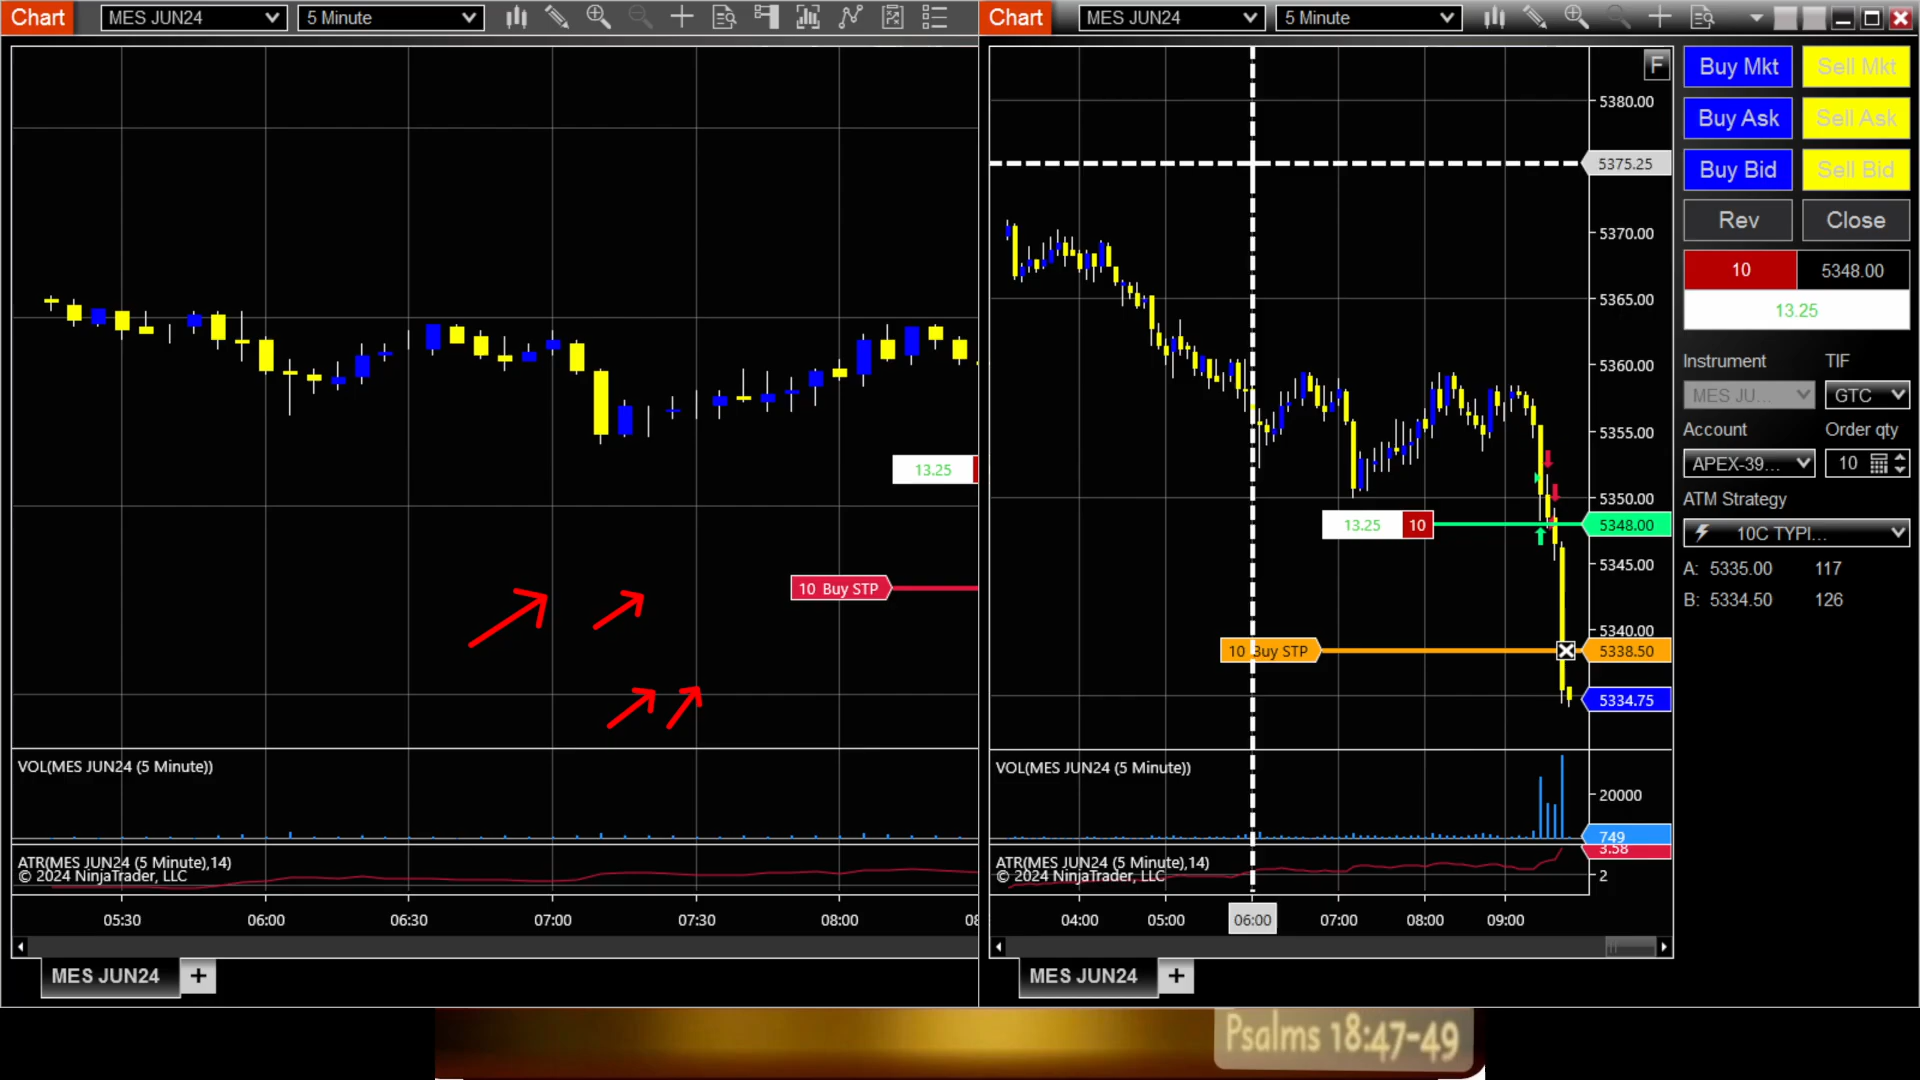 Chart
MES JUN24
5 Minute
Chart
MES JUN24
5 Minute
13.25
10 Buy STP
VOL(MES JUN24 (5 Minute))
ATR(MES JUN24 (5 Minute),14)
© 2024 NinjaTrader, LLC
05:30
06:00
06:30
07:00
07:30
08:00
MES JUN24
+
F
5380.00
5375.25
5370.00
5365.00
5360.00
5355.00
5350.00
5348.00
5345.00
5340.00
5338.50
5334.75
13.25
10
10 Buy STP
VOL(MES JUN24 (5 Minute))
20000
749
3.58
ATR(MES JUN24 (5 Minute),14)
© 2024 NinjaTrader, LLC
2
04:00
05:00
06:00
07:00
08:00
09:00
MES JUN24
+
Buy Mkt
Sell Mkt
Buy Ask
Sell Ask
Buy Bid
Sell Bid
Rev
Close
10
5348.00
13.25
Instrument
TIF
MES JU...
GTC
Account
Order qty
APEX-39...
10
ATM Strategy
10C TYPI...
A: 5335.00 117
B: 5334.50 126
Psalms 18:47-49